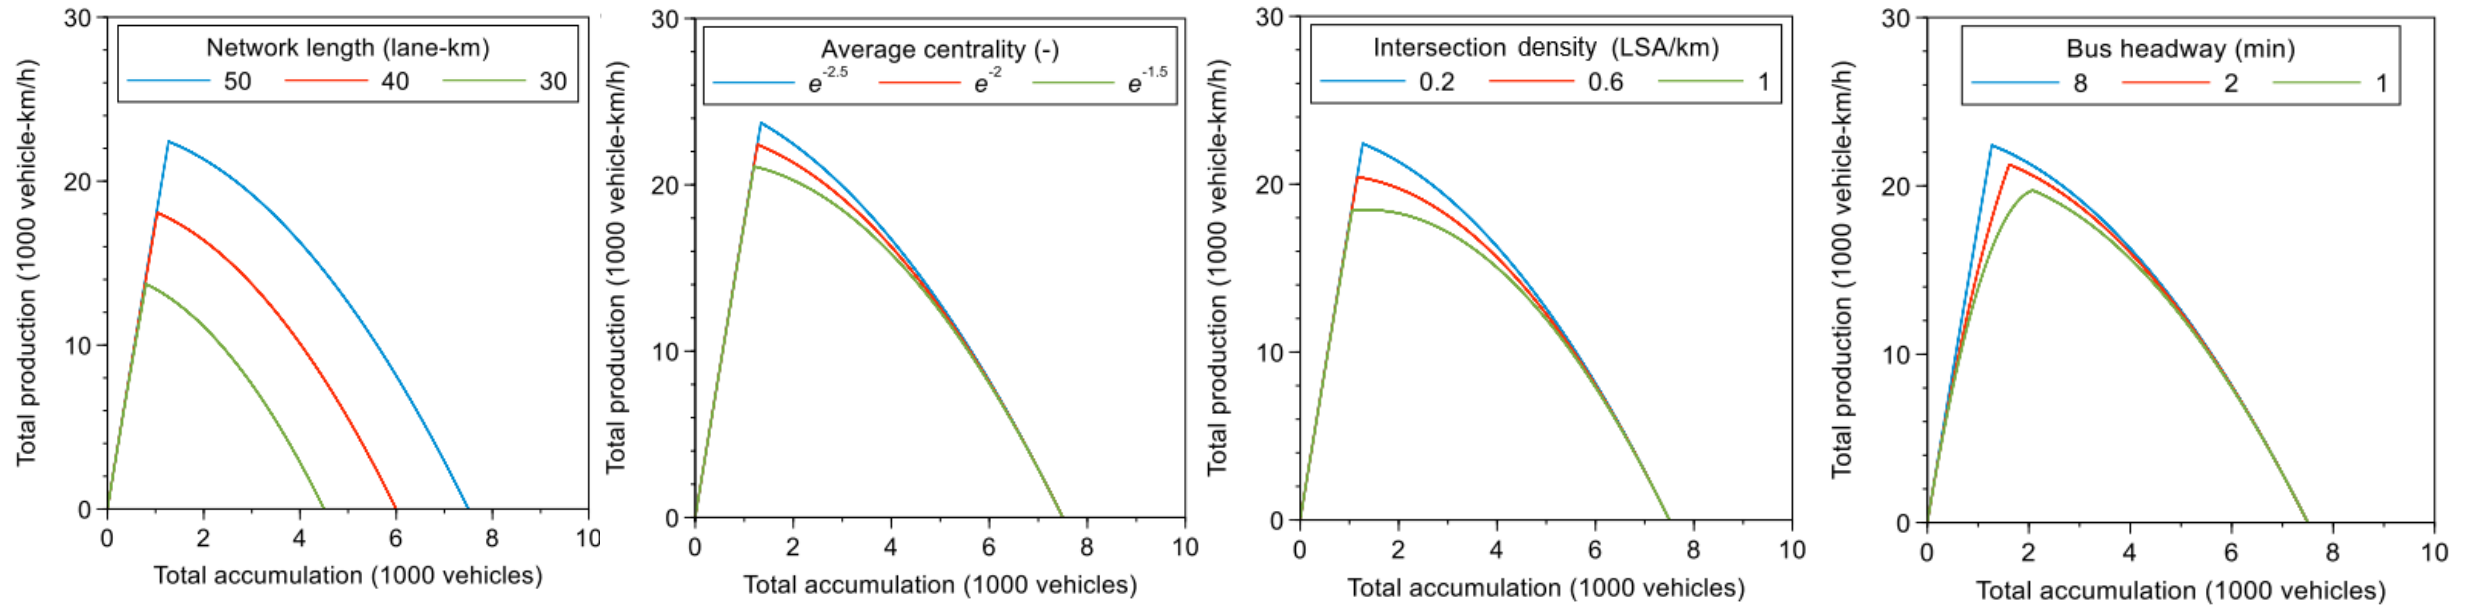 Network length (lane-km)
50 40 30
Total production (1000 vehicle-km/h)
30
20
10
0
0 2 4 6 8 10
Total accumulation (1000 vehicles)
Average centrality (-)
e^-2.5 e^-2 e^-1.5
Total production (1000 vehicle-km/h)
30
20
10
0
0 2 4 6 8 10
Total accumulation (1000 vehicles)
Intersection density (LSA/km)
0.2 0.6 1
Total production (1000 vehicle-km/h)
30
20
10
0
0 2 4 6 8 10
Total accumulation (1000 vehicles)
Bus headway (min)
8 2 1
Total production (1000 vehicle-km/h)
30
20
10
0
0 2 4 6 8 10
Total accumulation (1000 vehicles)